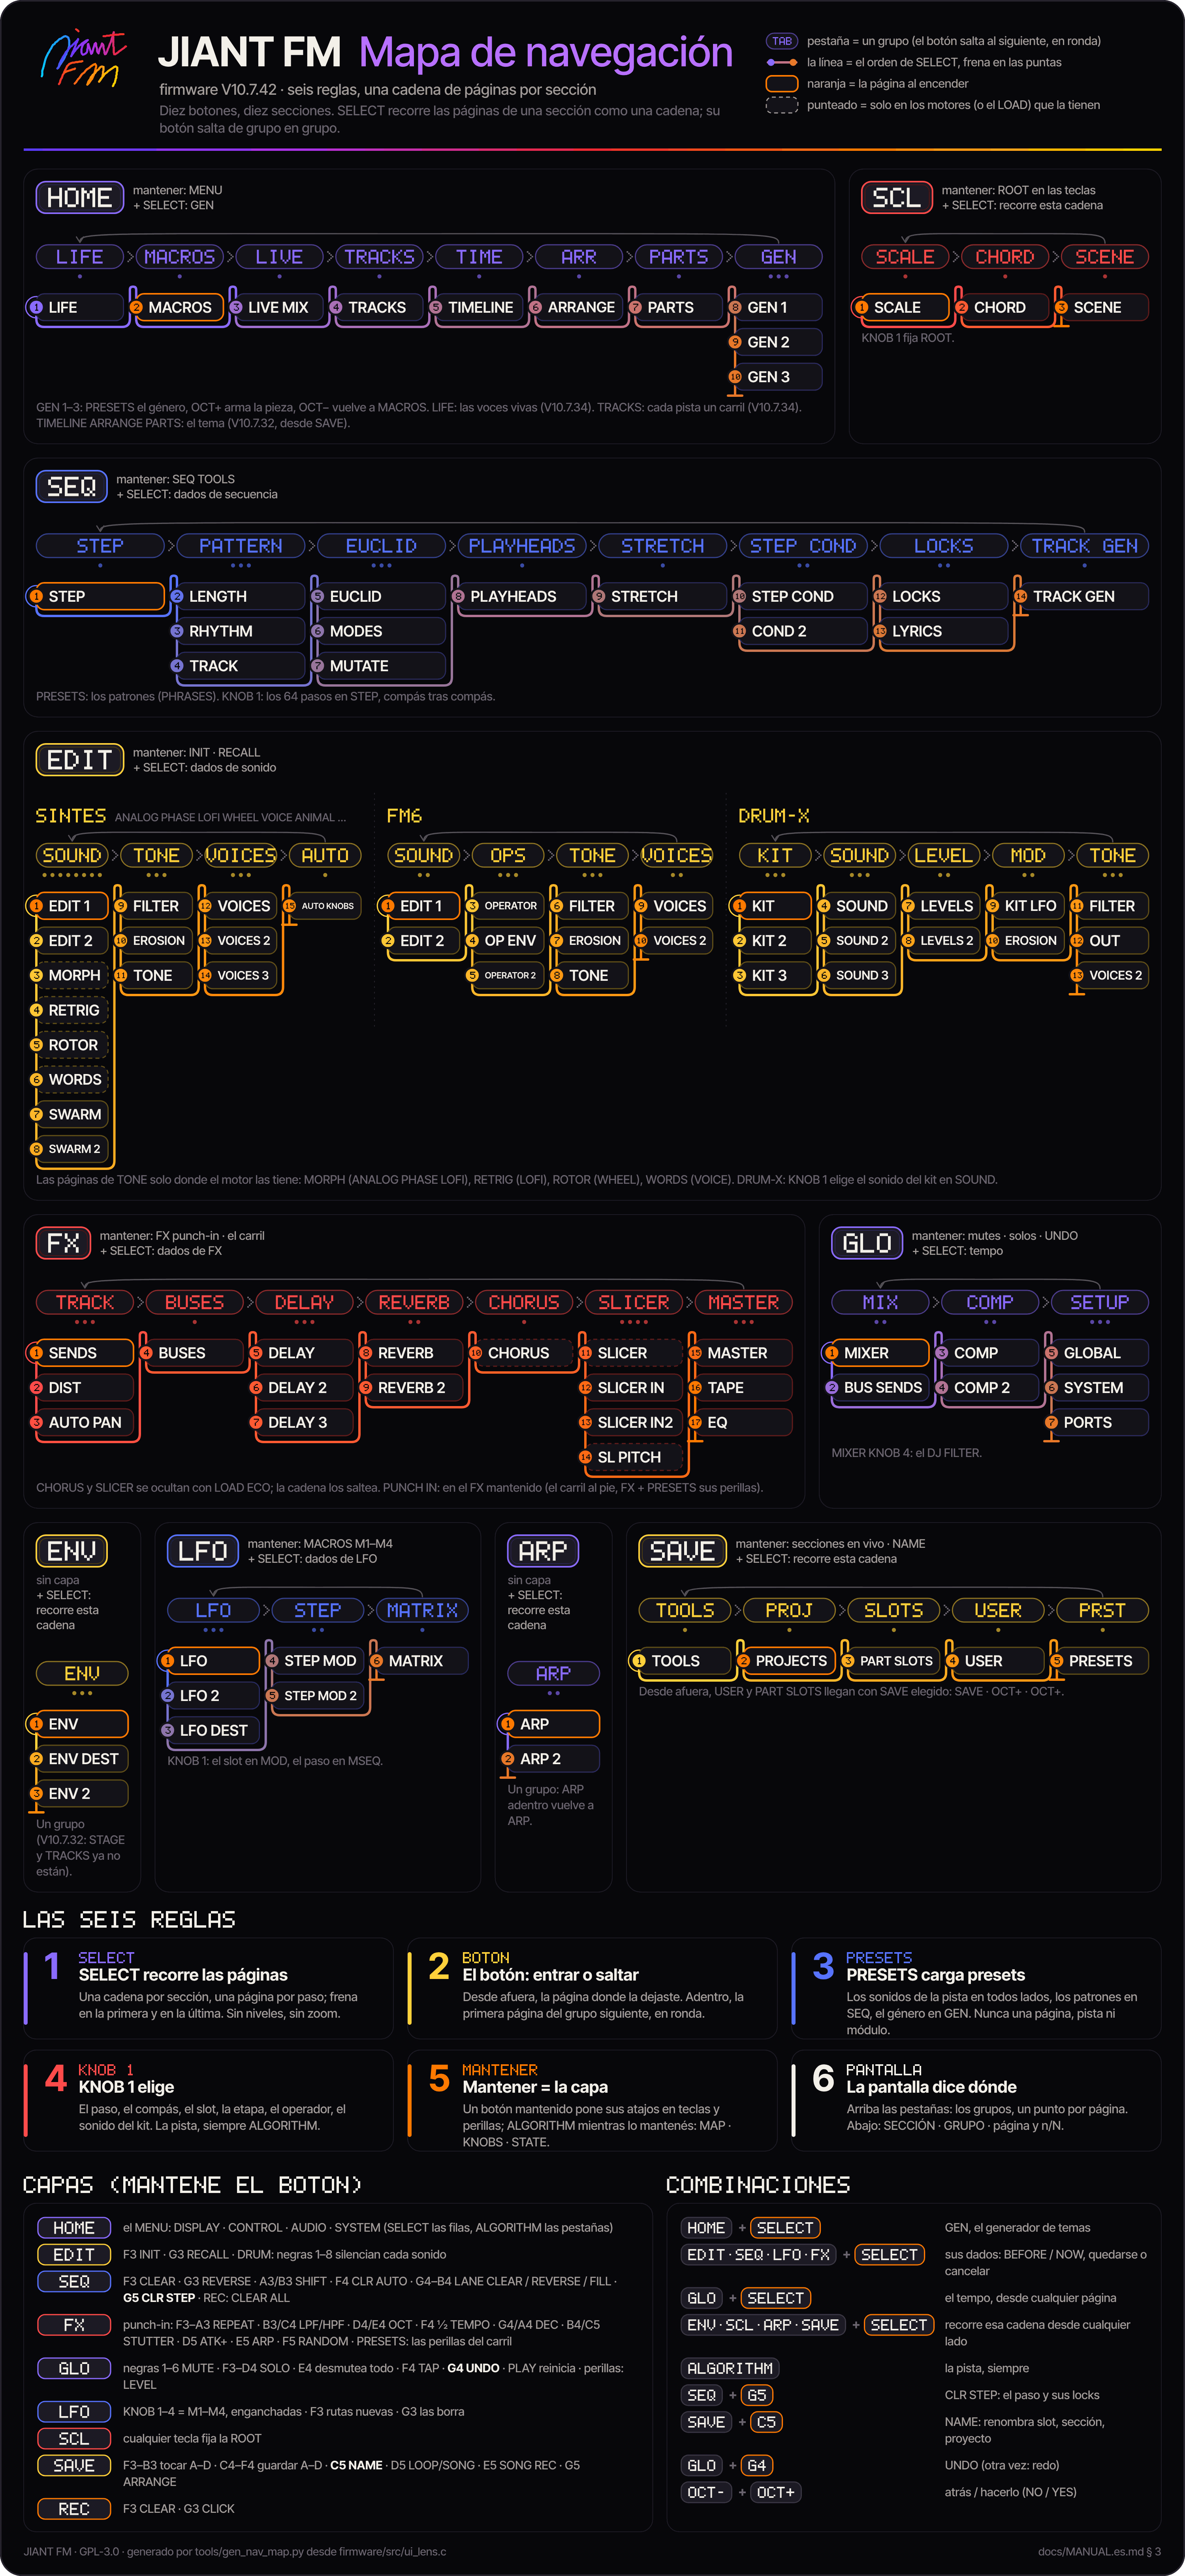 jiant Fm
JIANT FM Mapa de navegación
firmware V10.7.42 · seis reglas, una cadena de páginas por sección
Diez botones, diez secciones. SELECT recorre las páginas de una sección como una cadena; su
botón salta de grupo en grupo.
TAB pestaña = un grupo (el botón salta al siguiente, en ronda)
la línea = el orden de SELECT, frena en las puntas
naranja = la página al encender
punteado = solo en los motores (o el LOAD) que la tienen
HOME
mantener: MENU
+ SELECT: GEN
LIFE > MACROS > LIVE > TRACKS > TIME > ARR > PARTS > GEN
1 LIFE 2 MACROS 3 LIVE MIX 4 TRACKS 5 TIMELINE 6 ARRANGE 7 PARTS 8 GEN 1
9 GEN 2
10 GEN 3
GEN 1–3: PRESETS el género, OCT+ arma la pieza, OCT− vuelve a MACROS. LIFE: las voces vivas (V10.7.34). TRACKS: cada pista un carril (V10.7.34).
TIMELINE ARRANGE PARTS: el tema (V10.7.32, desde SAVE).
SCL
mantener: ROOT en las teclas
+ SELECT: recorre esta cadena
SCALE > CHORD > SCENE
1 SCALE 2 CHORD 3 SCENE
KNOB 1 fija ROOT.
SEQ
mantener: SEQ TOOLS
+ SELECT: dados de secuencia
STEP > PATTERN > EUCLID > PLAYHEADS > STRETCH > STEP COND > LOCKS > TRACK GEN
1 STEP 2 LENGTH 5 EUCLID 8 PLAYHEADS 9 STRETCH 10 STEP COND 12 LOCKS 14 TRACK GEN
3 RHYTHM 6 MODES 11 COND 2 13 LYRICS
4 TRACK 7 MUTATE
PRESETS: los patrones (PHRASES). KNOB 1: los 64 pasos en STEP, compás tras compás.
EDIT
mantener: INIT · RECALL
+ SELECT: dados de sonido
SINTES ANALOG PHASE LOFI WHEEL VOICE ANIMAL ...
SOUND > TONE > VOICES > AUTO
1 EDIT 1 9 FILTER 12 VOICES 15 AUTO KNOBS
2 EDIT 2 10 EROSION 13 VOICES 2
3 MORPH 11 TONE 14 VOICES 3
4 RETRIG
5 ROTOR
6 WORDS
7 SWARM
8 SWARM 2
FM6
SOUND > OPS > TONE > VOICES
1 EDIT 1 3 OPERATOR 6 FILTER 9 VOICES
2 EDIT 2 4 OP ENV 7 EROSION 10 VOICES 2
5 OPERATOR 2 8 TONE
DRUM-X
KIT > SOUND > LEVEL > MOD > TONE
1 KIT 4 SOUND 7 LEVELS 9 KIT LFO 11 FILTER
2 KIT 2 5 SOUND 2 8 LEVELS 2 10 EROSION 12 OUT
3 KIT 3 6 SOUND 3 13 VOICES 2
Las páginas de TONE solo donde el motor las tiene: MORPH (ANALOG PHASE LOFI), RETRIG (LOFI), ROTOR (WHEEL), WORDS (VOICE). DRUM-X: KNOB 1 elige el sonido del kit en SOUND.
FX
mantener: FX punch-in · el carril
+ SELECT: dados de FX
TRACK > BUSES > DELAY > REVERB > CHORUS > SLICER > MASTER
1 SENDS 4 BUSES 5 DELAY 8 REVERB 10 CHORUS 11 SLICER 15 MASTER
2 DIST 6 DELAY 2 9 REVERB 2 12 SLICER IN 16 TAPE
3 AUTO PAN 7 DELAY 3 13 SLICER IN2 17 EQ
14 SL PITCH
CHORUS y SLICER se ocultan con LOAD ECO; la cadena los saltea. PUNCH IN: en el FX mantenido (el carril al pie, FX + PRESETS sus perillas).
GLO
mantener: mutes · solos · UNDO
+ SELECT: tempo
MIX > COMP > SETUP
1 MIXER 3 COMP 5 GLOBAL
2 BUS SENDS 4 COMP 2 6 SYSTEM
7 PORTS
MIXER KNOB 4: el DJ FILTER.
ENV
sin capa
+ SELECT:
recorre esta
cadena
ENV
1 ENV
2 ENV DEST
3 ENV 2
Un grupo
(V10.7.32: STAGE
y TRACKS ya no
están).
LFO
mantener: MACROS M1–M4
+ SELECT: dados de LFO
LFO > STEP > MATRIX
1 LFO 4 STEP MOD 6 MATRIX
2 LFO 2 5 STEP MOD 2
3 LFO DEST
KNOB 1: el slot en MOD, el paso en MSEQ.
ARP
sin capa
+ SELECT:
recorre esta
cadena
ARP
1 ARP
2 ARP 2
Un grupo: ARP
adentro vuelve a
ARP.
SAVE
mantener: secciones en vivo · NAME
+ SELECT: recorre esta cadena
TOOLS > PROJ > SLOTS > USER > PRST
1 TOOLS 2 PROJECTS 3 PART SLOTS 4 USER 5 PRESETS
Desde afuera, USER y PART SLOTS llegan con SAVE elegido: SAVE · OCT+ · OCT+.
LAS SEIS REGLAS
1 SELECT
SELECT recorre las páginas
Una cadena por sección, una página por paso; frena
en la primera y en la última. Sin niveles, sin zoom.
2 BOTON
El botón: entrar o saltar
Desde afuera, la página donde la dejaste. Adentro, la
primera página del grupo siguiente, en ronda.
3 PRESETS
PRESETS carga presets
Los sonidos de la pista en todos lados, los patrones en
SEQ, el género en GEN. Nunca una página, pista ni
módulo.
4 KNOB 1
KNOB 1 elige
El paso, el compás, el slot, la etapa, el operador, el
sonido del kit. La pista, siempre ALGORITHM.
5 MANTENER
Mantener = la capa
Un botón mantenido pone sus atajos en teclas y
perillas; ALGORITHM mientras lo mantenés: MAP ·
KNOBS · STATE.
6 PANTALLA
La pantalla dice dónde
Arriba las pestañas: los grupos, un punto por página.
Abajo: SECCIÓN · GRUPO · página y n/N.
CAPAS (MANTENE EL BOTON)
HOME el MENU: DISPLAY · CONTROL · AUDIO · SYSTEM (SELECT las filas, ALGORITHM las pestañas)
EDIT F3 INIT · G3 RECALL · DRUM: negras 1–8 silencian cada sonido
SEQ F3 CLEAR · G3 REVERSE · A3/B3 SHIFT · F4 CLR AUTO · G4–B4 LANE CLEAR / REVERSE / FILL ·
G5 CLR STEP · REC: CLEAR ALL
FX punch-in: F3–A3 REPEAT · B3/C4 LPF/HPF · D4/E4 OCT · F4 ½ TEMPO · G4/A4 DEC · B4/C5
STUTTER · D5 ATK+ · E5 ARP · F5 RANDOM · PRESETS: las perillas del carril
GLO negras 1–6 MUTE · F3–D4 SOLO · E4 desmutea todo · F4 TAP · G4 UNDO · PLAY reinicia · perillas:
LEVEL
LFO KNOB 1–4 = M1–M4, enganchadas · F3 rutas nuevas · G3 las borra
SCL cualquier tecla fija la ROOT
SAVE F3–B3 tocar A–D · C4–F4 guardar A–D · C5 NAME · D5 LOOP/SONG · E5 SONG REC · G5
ARRANGE
REC F3 CLEAR · G3 CLICK
COMBINACIONES
HOME + SELECT GEN, el generador de temas
EDIT·SEQ·LFO·FX + SELECT sus dados: BEFORE / NOW, quedarse o
cancelar
GLO + SELECT el tempo, desde cualquier página
ENV·SCL·ARP·SAVE + SELECT recorre esa cadena desde cualquier
lado
ALGORITHM la pista, siempre
SEQ + G5 CLR STEP: el paso y sus locks
SAVE + C5 NAME: renombra slot, sección,
proyecto
GLO + G4 UNDO (otra vez: redo)
OCT- + OCT+ atrás / hacerlo (NO / YES)
JIANT FM · GPL-3.0 · generado por tools/gen_nav_map.py desde firmware/src/ui_lens.c
docs/MANUAL.es.md § 3